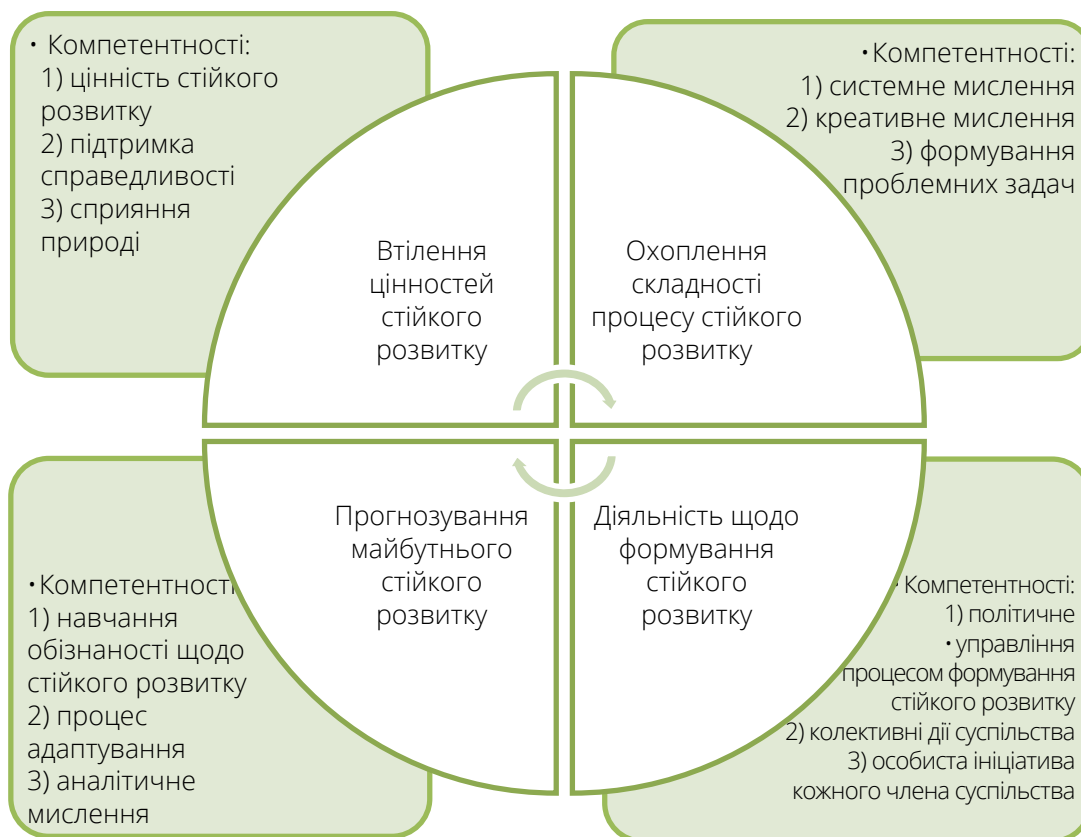 • Компетентності:
1) цінність стійкого
розвитку
2) підтримка
справедливості
3) сприяння
природі
Втілення
цінностей
стійкого
розвитку
• Компетентності:
1) системне мислення
2) креативне мислення
3) формування
проблемних задач
Охоплення
складності
процесу стійкого
розвитку
• Компетентності
1) навчання
обізнаності щодо
стійкого розвитку
2) процес
адаптування
3) аналітичне
мислення
Прогнозування
майбутнього
стійкого
розвитку
Діяльність щодо
формування
стійкого
розвитку
• Компетентності:
1) політичне
• управління
процесом формування
стійкого розвитку
2) колективні дії суспільства
3) особиста ініціатива
кожного члена суспільства